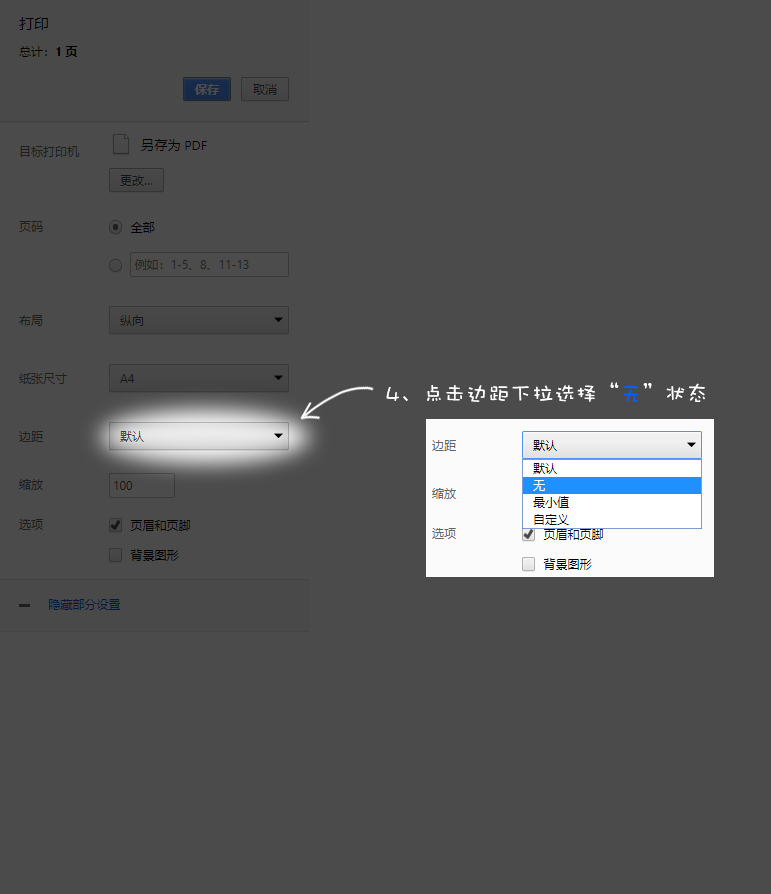 打印
总计：1 页
保存 取消
目标打印机 另存为 PDF
更改...
页码 全部
例如：1-5、8、11-13
布局 纵向
纸张尺寸 A4
边距 默认
缩放 100
选项 页眉和页脚
背景图形
隐藏部分设置
4、点击边距下拉选择“无”状态
边距 默认
默认
无
缩放 最小值
自定义
选项 页眉和页脚
背景图形